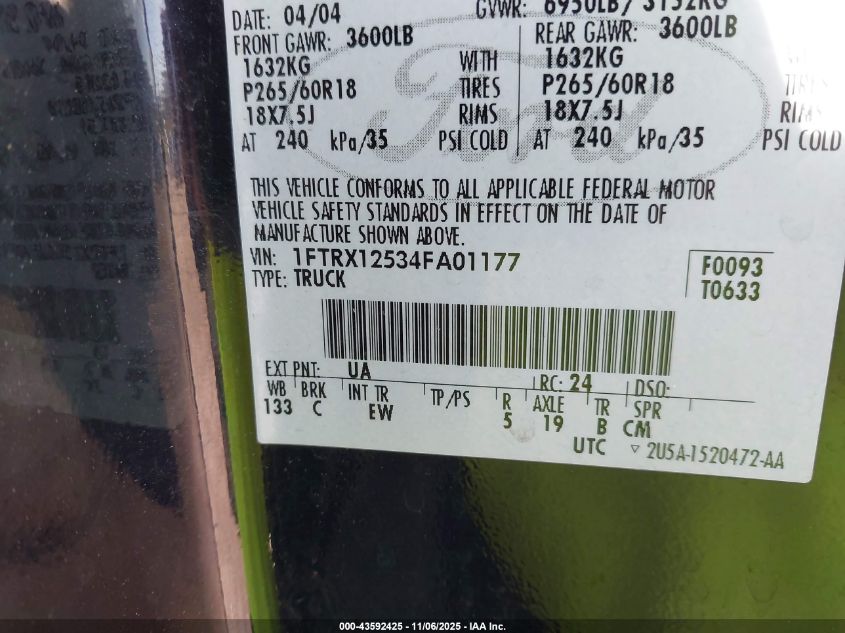 DATE: 04/04 GVWR: 6950LB/ 3152KG
FRONT GAWR: 3600LB REAR GAWR: 3600LB
1632KG WITH 1632KG WITH
P265/60R18 TIRES P265/60R18 TIRES
18X7.5J RIMS 18X7.5J RIMS
AT 240 kPa/35 PSI COLD AT 240 kPa/35 PSI COLD
Ford
THIS VEHICLE CONFORMS TO ALL APPLICABLE FEDERAL MOTOR
VEHICLE SAFETY STANDARDS IN EFFECT ON THE DATE OF
MANUFACTURE SHOWN ABOVE.
VIN: 1FTRX12534FA01177 F0093
TYPE: TRUCK T0633
EXT PNT: UA RC: 24 DSO:
WB BRK INT TR TP/PS R AXLE TR SPR
133 C EW 5 19 B CM
UTC ▽ 2U5A-1520472-AA
000-43592425 - 11/06/2025 - IAA Inc.